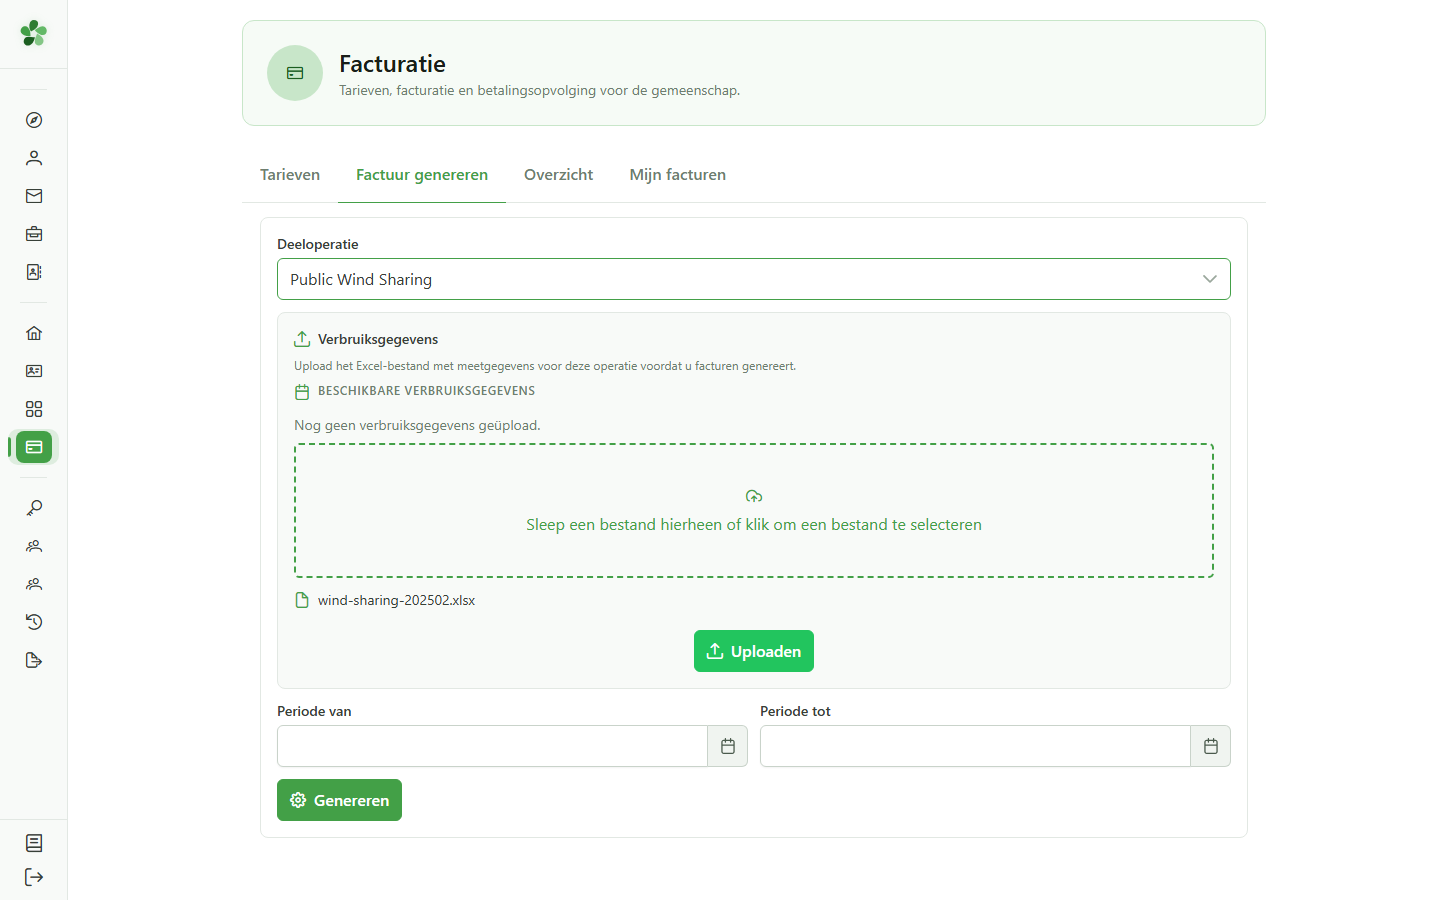 Facturatie
Tarieven, facturatie en betalingsopvolging voor de gemeenschap.
Tarieven
Factuur genereren
Overzicht
Mijn facturen
Deeloperatie
Public Wind Sharing
Verbruiksgegevens
Upload het Excel-bestand met meetgegevens voor deze operatie voordat u facturen genereert.
BESCHIKBARE VERBRUIKSGEGEVENS
Nog geen verbruiksgegevens geüpload.
Sleep een bestand hierheen of klik om een bestand te selecteren
wind-sharing-202502.xlsx
Uploaden
Periode van
Periode tot
Genereren